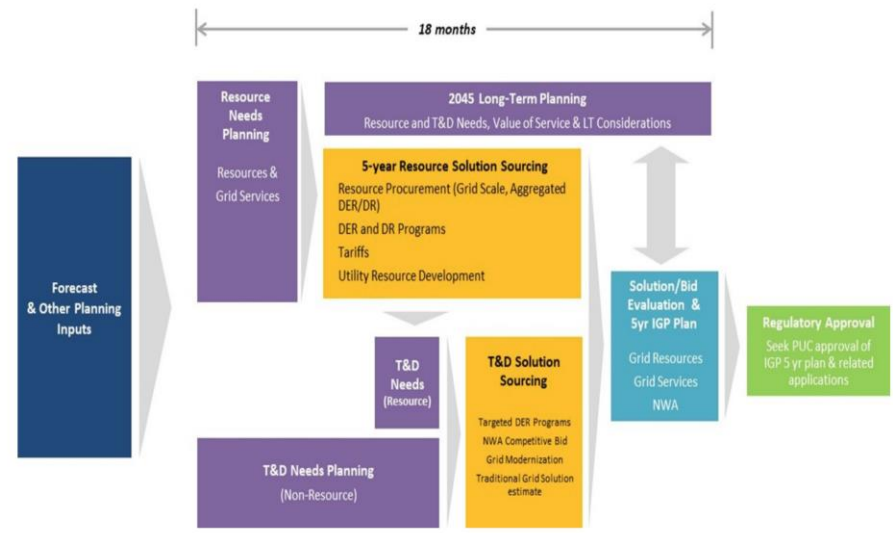 18 months
Resource
Needs
Planning
Resources &
Grid Services
2045 Long-Term Planning
Resource and T&D Needs, Value of Service & LT Considerations
5-year Resource Solution Sourcing
Resource Procurement (Grid Scale, Aggregated
DER/DR)
DER and DR Programs
Tariffs
Utility Resource Development
Forecast
& Other Planning
Inputs
Solution/Bid
Evaluation &
5yr IGP Plan
Grid Resources
Grid Services
NWA
Regulatory Approval
Seek PUC approval of
IGP 5 yr plan & related
applications
T&D
Needs
(Resource)
T&D Solution
Sourcing
Targeted DER Programs
NWA Competitive Bid
Grid Modernization
Traditional Grid Solution
estimate
T&D Needs Planning
(Non-Resource)